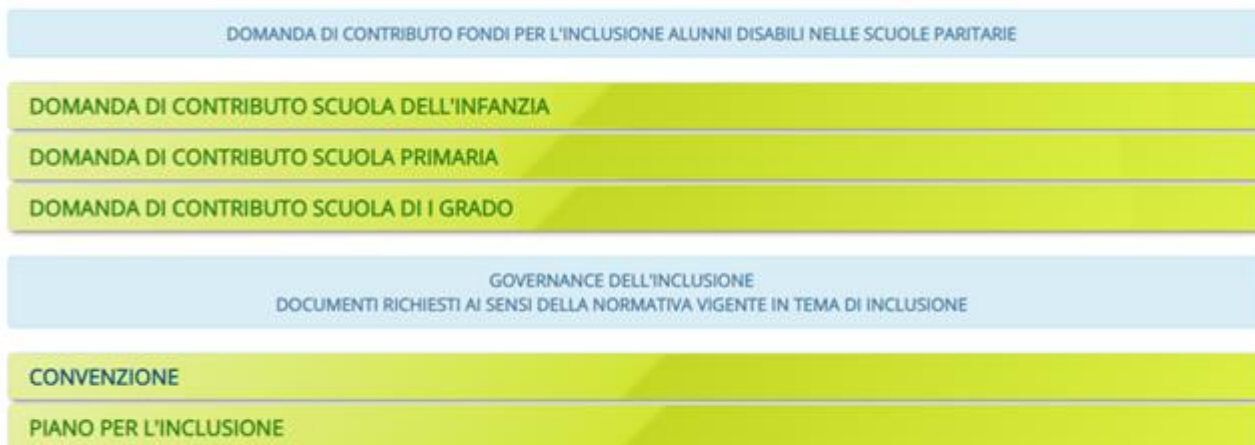 DOMANDA DI CONTRIBUTO FONDI PER L'INCLUSIONE ALUNNI DISABILI NELLE SCUOLE PARITARIE
DOMANDA DI CONTRIBUTO SCUOLA DELL'INFANZIA
DOMANDA DI CONTRIBUTO SCUOLA PRIMARIA
DOMANDA DI CONTRIBUTO SCUOLA DI I GRADO
GOVERNANCE DELL'INCLUSIONE
DOCUMENTI RICHIESTI AI SENSI DELLA NORMATIVA VIGENTE IN TEMA DI INCLUSIONE
CONVENZIONE
PIANO PER L'INCLUSIONE